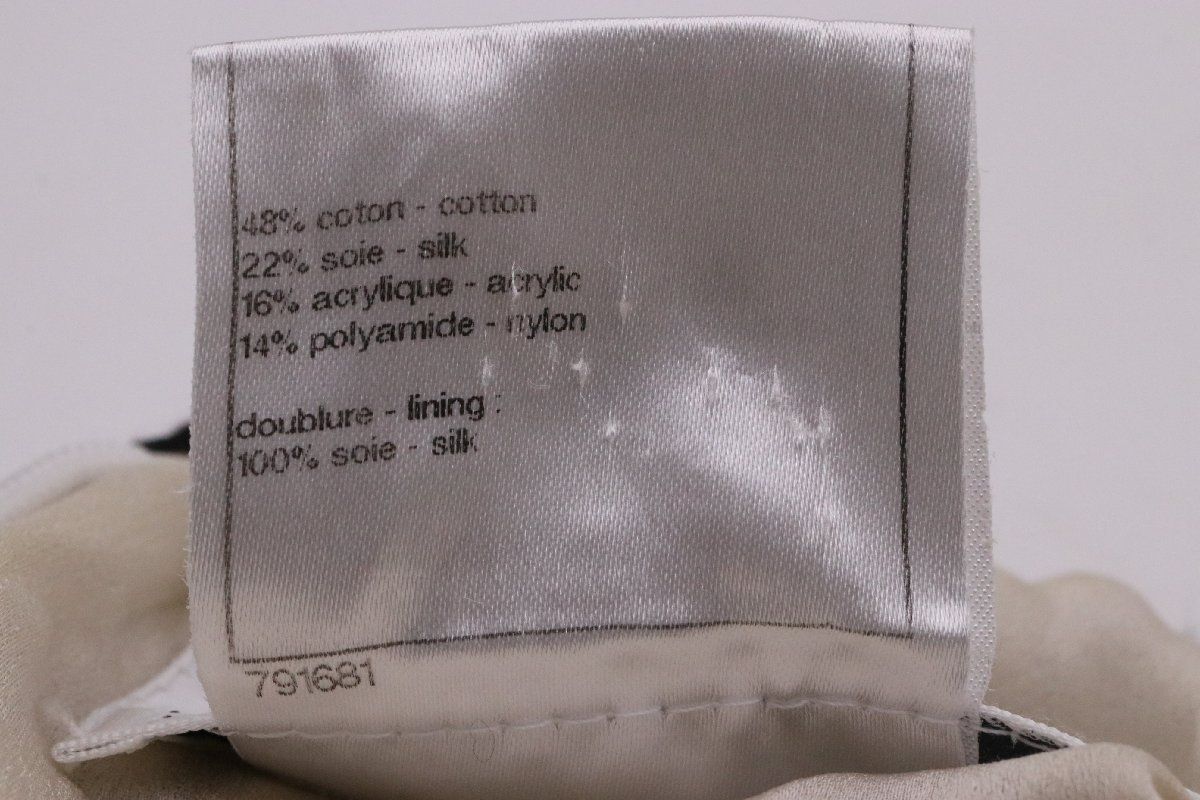 48% coton - cotton
22% soie - silk
16% acrylique - acrylic
14% polyamide - nylon
doublure - lining :
100% soie - silk
791681